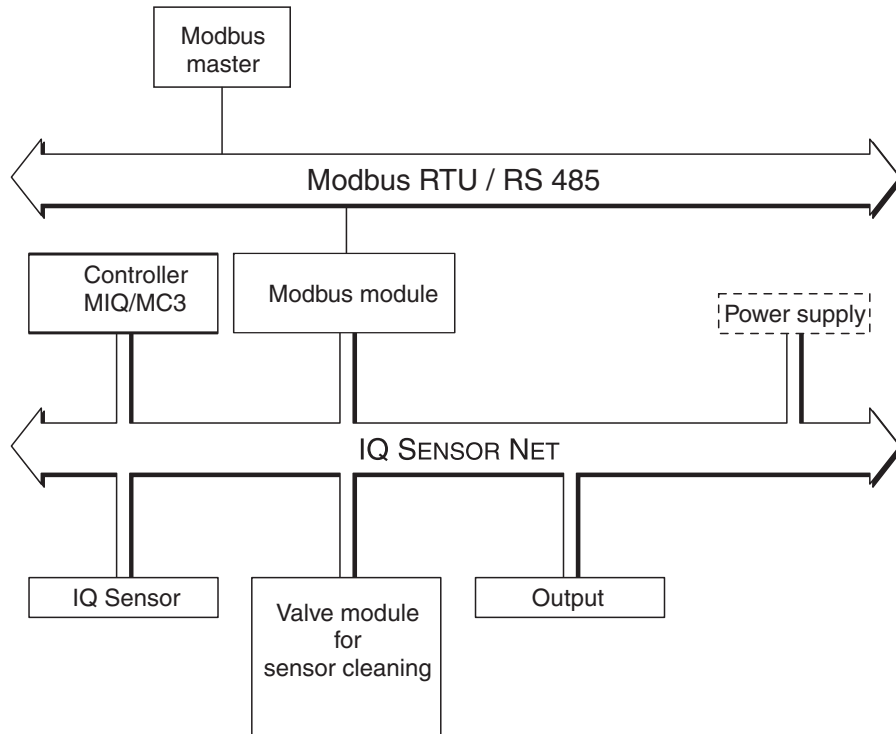 Modbus
master
Modbus RTU / RS 485
Controller
MIQ/MC3
Modbus module
Power supply
IQ SENSOR NET
IQ Sensor
Valve module
for
sensor cleaning
Output